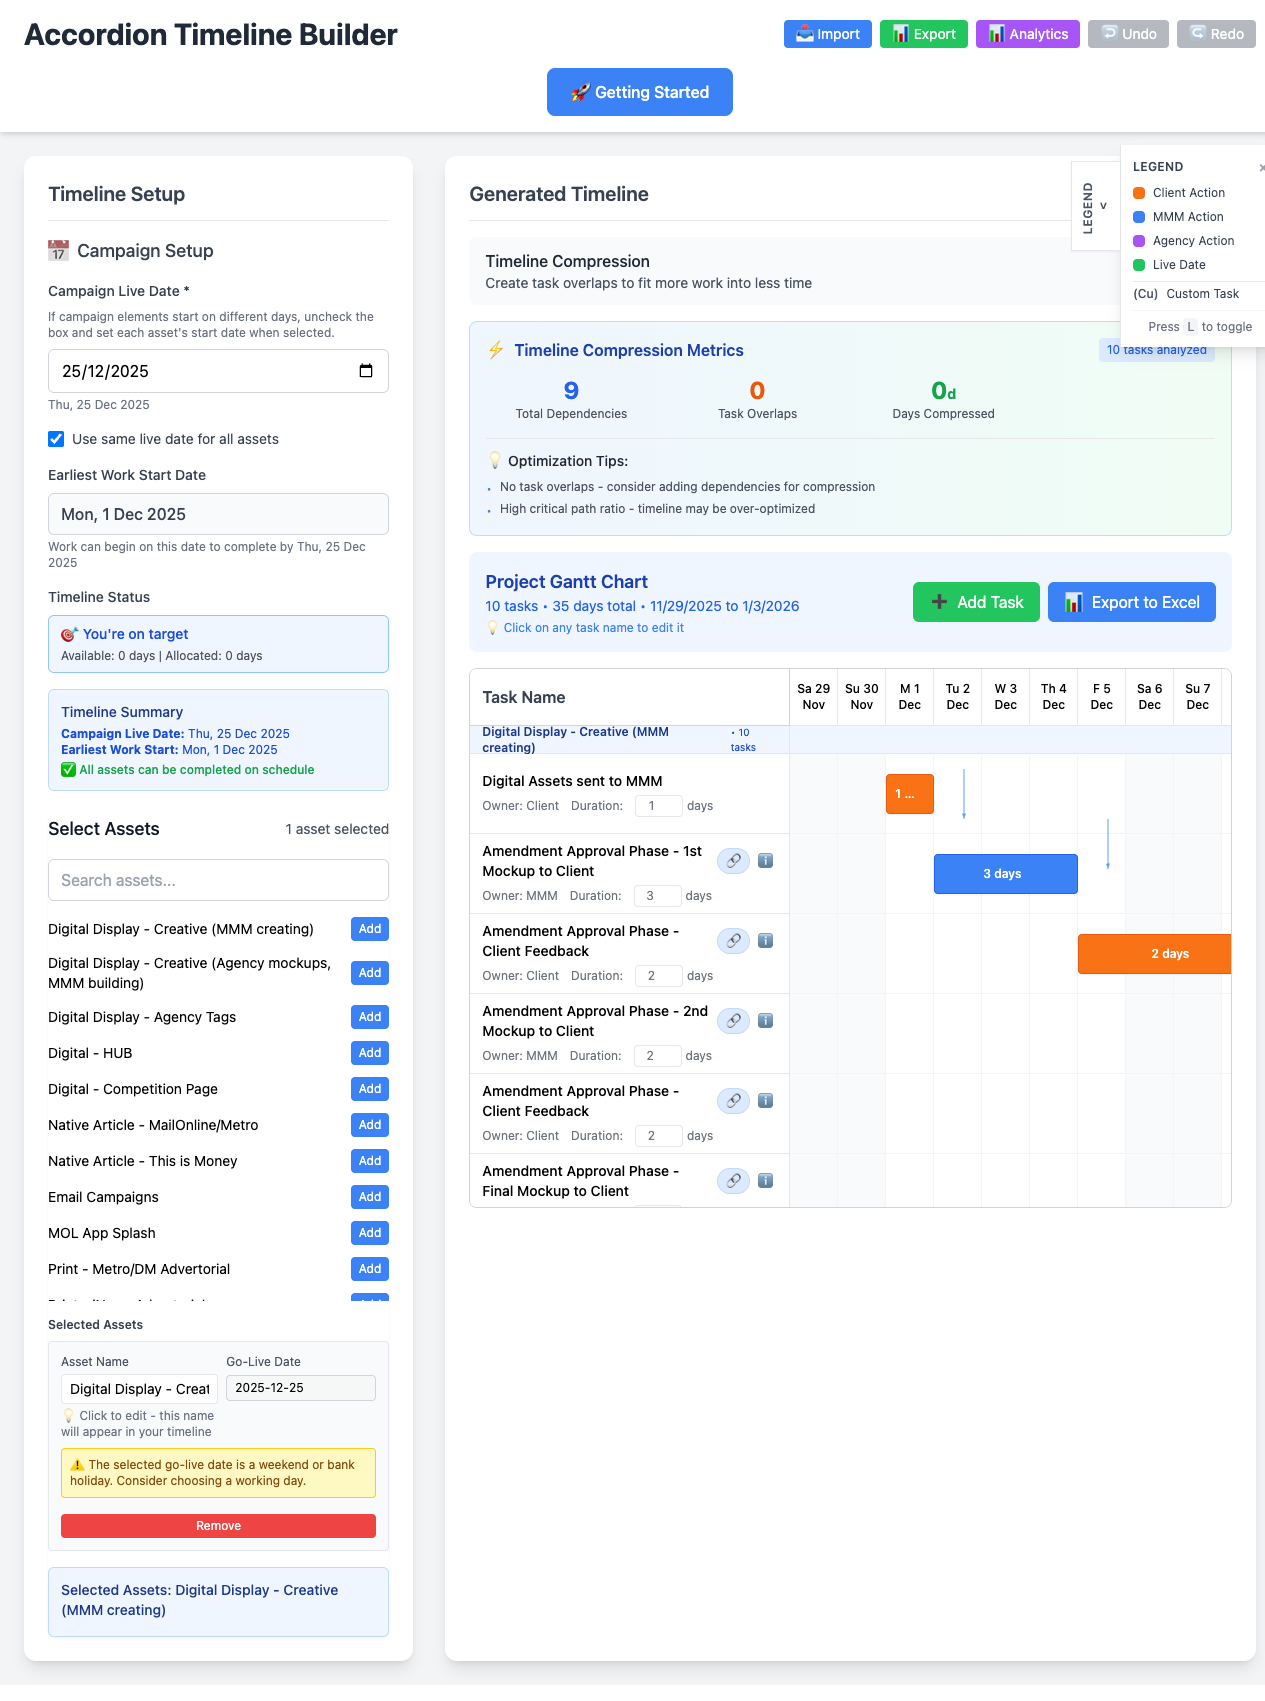 Accordion Timeline Builder
Import
Export
Analytics
Undo
Redo
Getting Started
Timeline Setup
Campaign Setup
Campaign Live Date *
If campaign elements start on different days, uncheck the
box and set each asset's start date when selected.
25/12/2025
Thu, 25 Dec 2025
Use same live date for all assets
Earliest Work Start Date
Mon, 1 Dec 2025
Work can begin on this date to complete by Thu, 25 Dec
2025
Timeline Status
You're on target
Available: 0 days | Allocated: 0 days
Timeline Summary
Campaign Live Date: Thu, 25 Dec 2025
Earliest Work Start: Mon, 1 Dec 2025
All assets can be completed on schedule
Select Assets
1 asset selected
Search assets...
Digital Display - Creative (MMM creating)
Add
Digital Display - Creative (Agency mockups,
MMM building)
Add
Digital Display - Agency Tags
Add
Digital - HUB
Add
Digital - Competition Page
Add
Native Article - MailOnline/Metro
Add
Native Article - This is Money
Add
Email Campaigns
Add
MOL App Splash
Add
Print - Metro/DM Advertorial
Add
Selected Assets
Asset Name
Go-Live Date
Digital Display - Creat
2025-12-25
Click to edit - this name
will appear in your timeline
The selected go-live date is a weekend or bank
holiday. Consider choosing a working day.
Remove
Selected Assets: Digital Display - Creative
(MMM creating)
Generated Timeline
LEGEND
LEGEND
Client Action
MMM Action
Agency Action
Live Date
(Cu) Custom Task
Press L to toggle
Timeline Compression
Create task overlaps to fit more work into less time
Timeline Compression Metrics
10 tasks analyzed
9
Total Dependencies
0
Task Overlaps
0d
Days Compressed
Optimization Tips:
• No task overlaps - consider adding dependencies for compression
• High critical path ratio - timeline may be over-optimized
Project Gantt Chart
10 tasks • 35 days total • 11/29/2025 to 1/3/2026
Click on any task name to edit it
Add Task
Export to Excel
Task Name
Sa 29
Nov
Su 30
Nov
M 1
Dec
Tu 2
Dec
W 3
Dec
Th 4
Dec
F 5
Dec
Sa 6
Dec
Su 7
Dec
Digital Display - Creative (MMM
creating)
• 10
tasks
Digital Assets sent to MMM
Owner: Client Duration: 1 days
1 ...
Amendment Approval Phase - 1st
Mockup to Client
Owner: MMM Duration: 3 days
3 days
Amendment Approval Phase -
Client Feedback
Owner: Client Duration: 2 days
2 days
Amendment Approval Phase - 2nd
Mockup to Client
Owner: MMM Duration: 2 days
Amendment Approval Phase -
Client Feedback
Owner: Client Duration: 2 days
Amendment Approval Phase -
Final Mockup to Client